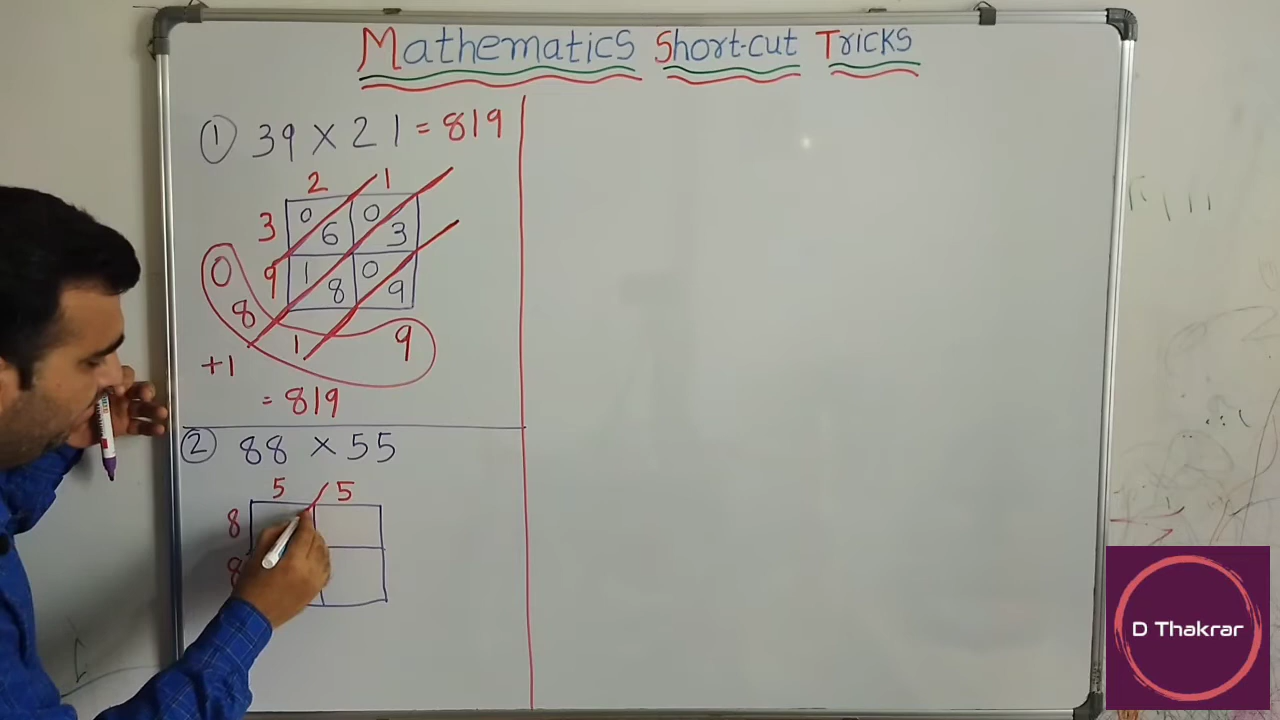 Mathematics Short-cut Tricks
① 39 × 21 = 819
2 1
3 0 6 0 3
9 1 8 0 9
0 8 1 9
+1
= 819
② 88 × 55
5 5
8
8
D Thakrar